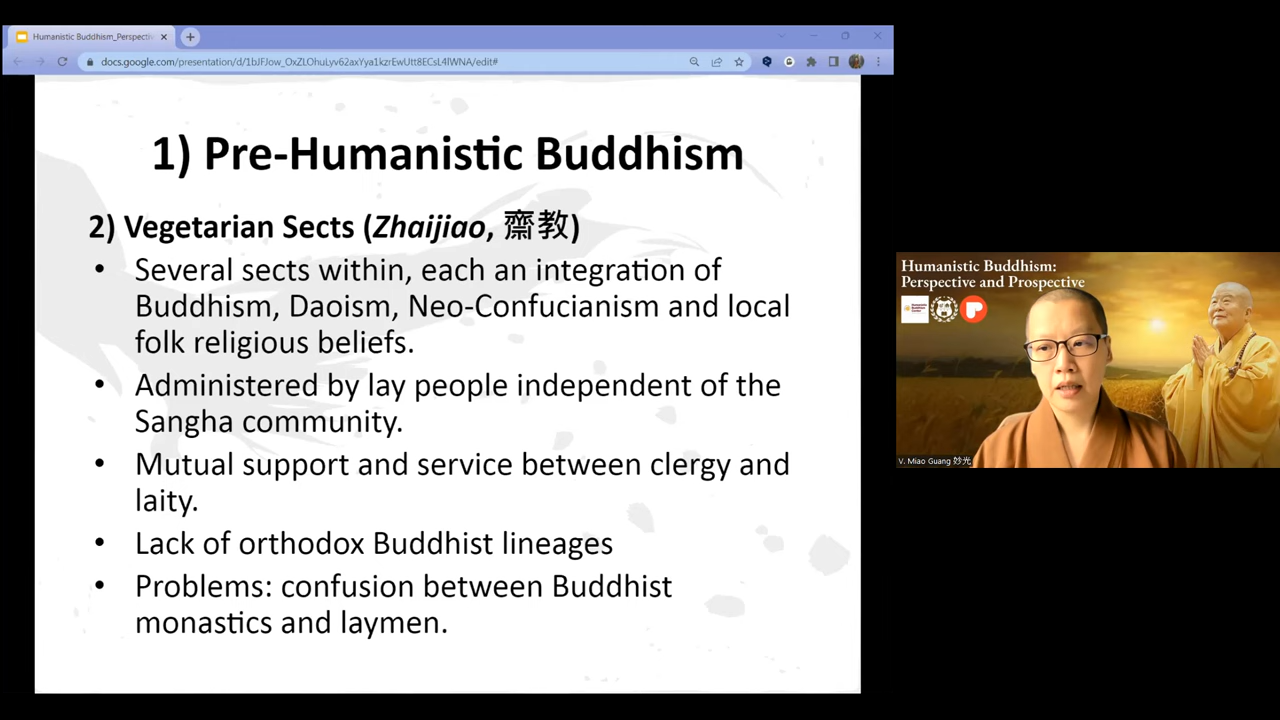 Humanistic Buddhism_Perspecti
docs.google.com/presentation/d/1bJFJow_OxZLOhuLyv62axYya1kzrEwUtt8ECsL4lWNA/edit#
1) Pre-Humanistic Buddhism
2) Vegetarian Sects (Zhaijiao, 齋教)
• Several sects within, each an integration of
Buddhism, Daoism, Neo-Confucianism and local
folk religious beliefs.
• Administered by lay people independent of the
Sangha community.
• Mutual support and service between clergy and
laity.
• Lack of orthodox Buddhist lineages
• Problems: confusion between Buddhist
monastics and laymen.
Humanistic Buddhism:
Perspective and Prospective
V. Miao Guang 妙光